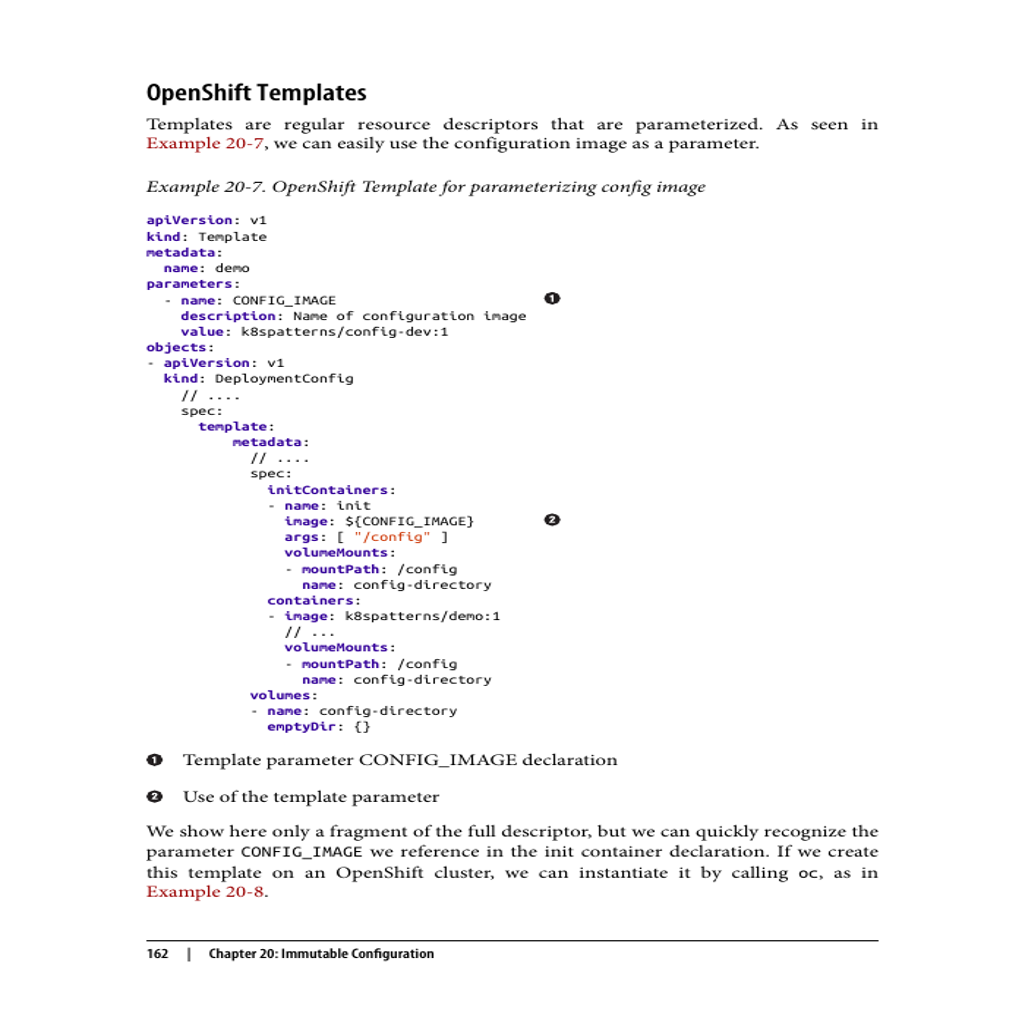 OpenShift Templates
Templates are regular resource descriptors that are parameterized. As seen in
Example 20-7, we can easily use the configuration image as a parameter.
Example 20-7. OpenShift Template for parameterizing config image
apiVersion: v1
kind: Template
metadata:
  name: demo
parameters:
  - name: CONFIG_IMAGE ❶
    description: Name of configuration image
    value: k8spatterns/config-dev:1
objects:
- apiVersion: v1
  kind: DeploymentConfig
    // ....
    spec:
      template:
          metadata:
            // ....
            spec:
              initContainers:
              - name: init
                image: ${CONFIG_IMAGE} ❷
                args: [ "/config" ]
                volumeMounts:
                - mountPath: /config
                  name: config-directory
              containers:
              - image: k8spatterns/demo:1
                // ...
                volumeMounts:
                - mountPath: /config
                  name: config-directory
            volumes:
            - name: config-directory
              emptyDir: {}
❶ Template parameter CONFIG_IMAGE declaration
❷ Use of the template parameter
We show here only a fragment of the full descriptor, but we can quickly recognize the
parameter CONFIG_IMAGE we reference in the init container declaration. If we create
this template on an OpenShift cluster, we can instantiate it by calling oc, as in
Example 20-8.
162 | Chapter 20: Immutable Configuration